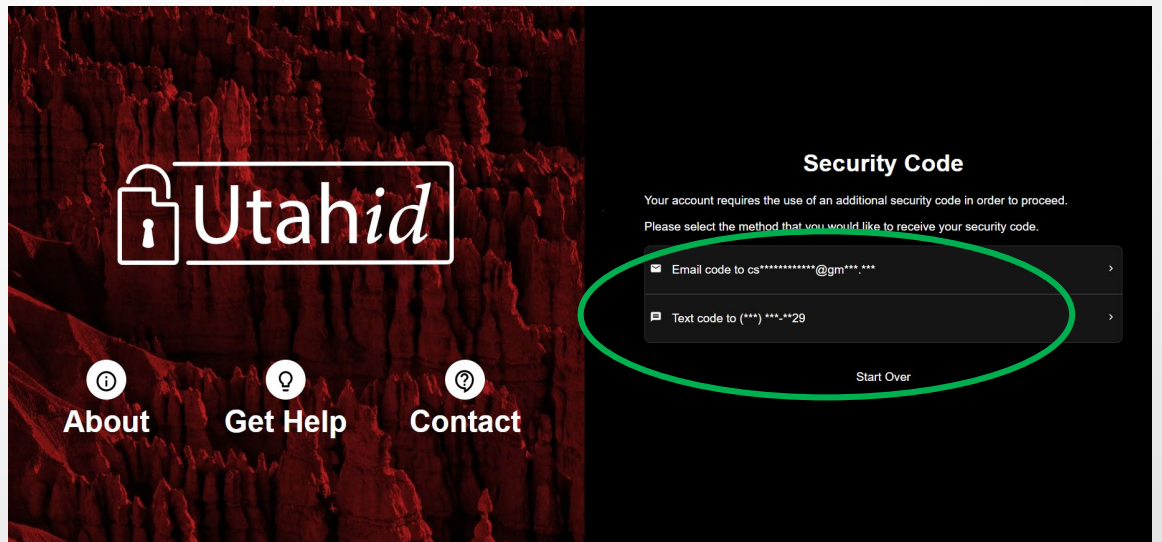 Utahid
About
Get Help
Contact
Security Code
Your account requires the use of an additional security code in order to proceed.
Please select the method that you would like to receive your security code.
Email code to cs************@gm***.***
Text code to (***) ***-**29
Start Over